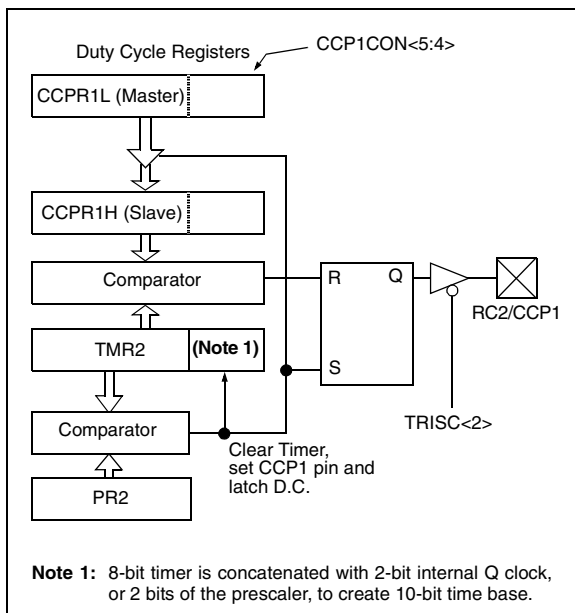 Duty Cycle Registers
CCP1CON<5:4>
CCPR1L (Master)
CCPR1H (Slave)
Comparator
R
Q
RC2/CCP1
TMR2
(Note 1)
S
TRISC<2>
Comparator
Clear Timer,
set CCP1 pin and
latch D.C.
PR2
Note 1: 8-bit timer is concatenated with 2-bit internal Q clock,
or 2 bits of the prescaler, to create 10-bit time base.